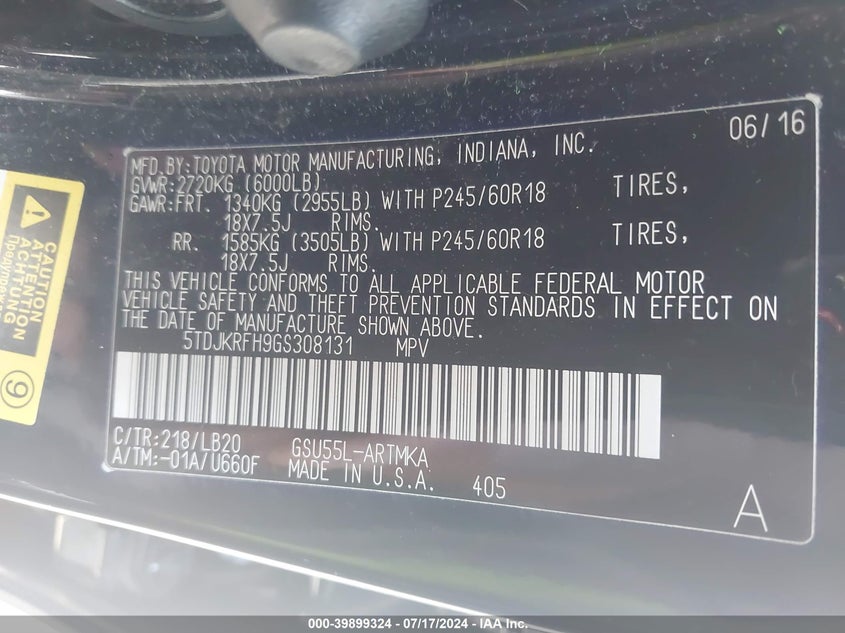 06/16
MFD.BY:TOYOTA MOTOR MANUFACTURING, INDIANA, INC.
GVWR:2720KG (6000LB)
GAWR:FRT. 1340KG (2955LB) WITH P245/60R18 TIRES,
18X7.5J RIMS.
RR. 1585KG (3505LB) WITH P245/60R18 TIRES,
18X7.5J RIMS.
THIS VEHICLE CONFORMS TO ALL APPLICABLE FEDERAL MOTOR
VEHICLE SAFETY AND THEFT PREVENTION STANDARDS IN EFFECT ON
THE DATE OF MANUFACTURE SHOWN ABOVE.
5TDJKRFH9GS308131 MPV
C/TR:218/LB20 GSU55L-ARTMKA
A/TM:-01A/U660F MADE IN U.S.A. 405
A
CAUTION
ATTENTION
ACHTUNG
9
000-39899324 - 07/17/2024 - IAA Inc.